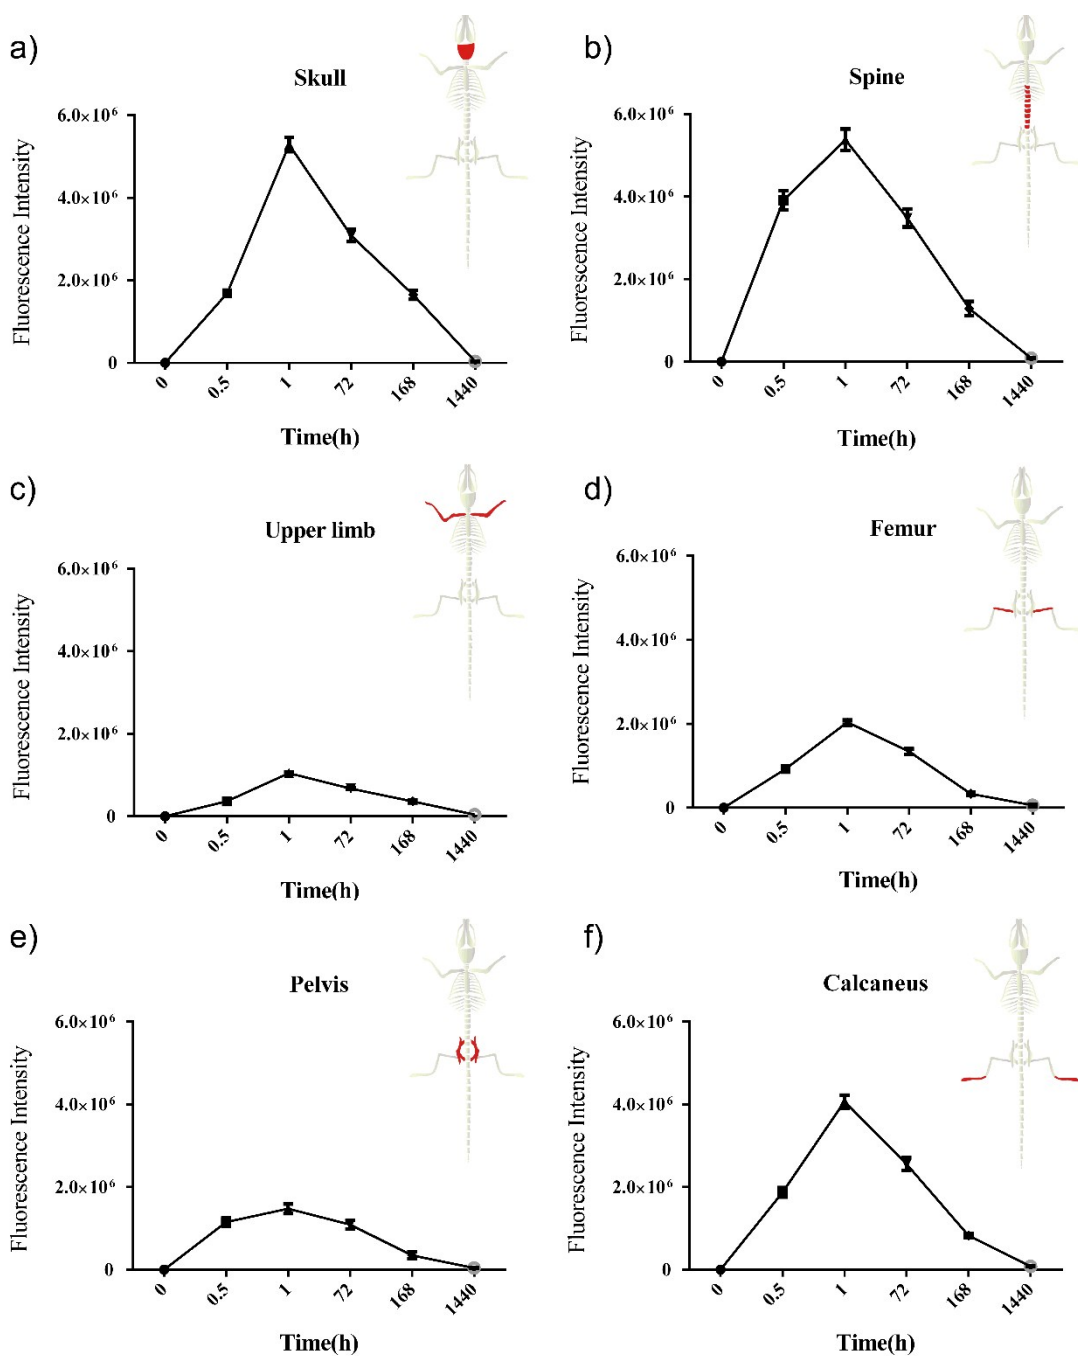 a)
Skull
Fluorescence Intensity
6.0×10⁶
4.0×10⁶
2.0×10⁶
0
0 0.5 1 72 168 1440
Time(h)
b)
Spine
Fluorescence Intensity
6.0×10⁶
4.0×10⁶
2.0×10⁶
0
0 0.5 1 72 168 1440
Time(h)
c)
Upper limb
Fluorescence Intensity
6.0×10⁶
4.0×10⁶
2.0×10⁶
0
0 0.5 1 72 168 1440
Time(h)
d)
Femur
Fluorescence Intensity
6.0×10⁶
4.0×10⁶
2.0×10⁶
0
0 0.5 1 72 168 1440
Time(h)
e)
Pelvis
Fluorescence Intensity
6.0×10⁶
4.0×10⁶
2.0×10⁶
0
0 0.5 1 72 168 1440
Time(h)
f)
Calcaneus
Fluorescence Intensity
6.0×10⁶
4.0×10⁶
2.0×10⁶
0
0 0.5 1 72 168 1440
Time(h)